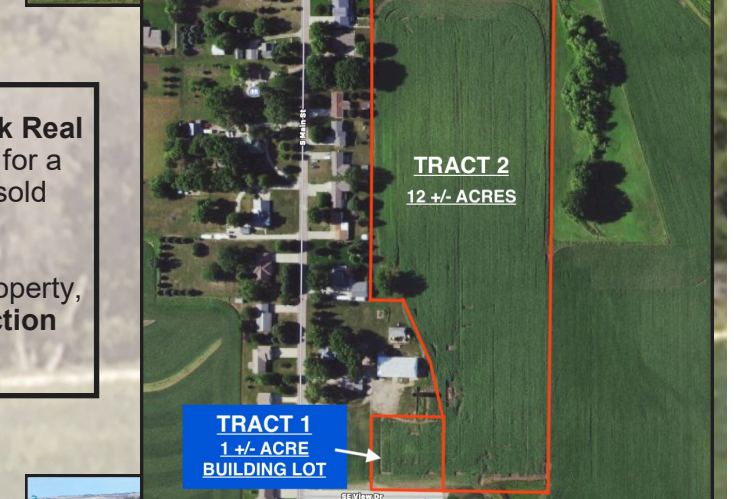 k Real
for a
sold
operty,
ction
S Main St
TRACT 2
12 +/- ACRES
TRACT 1
1 +/- ACRE
BUILDING LOT
SE View Dr